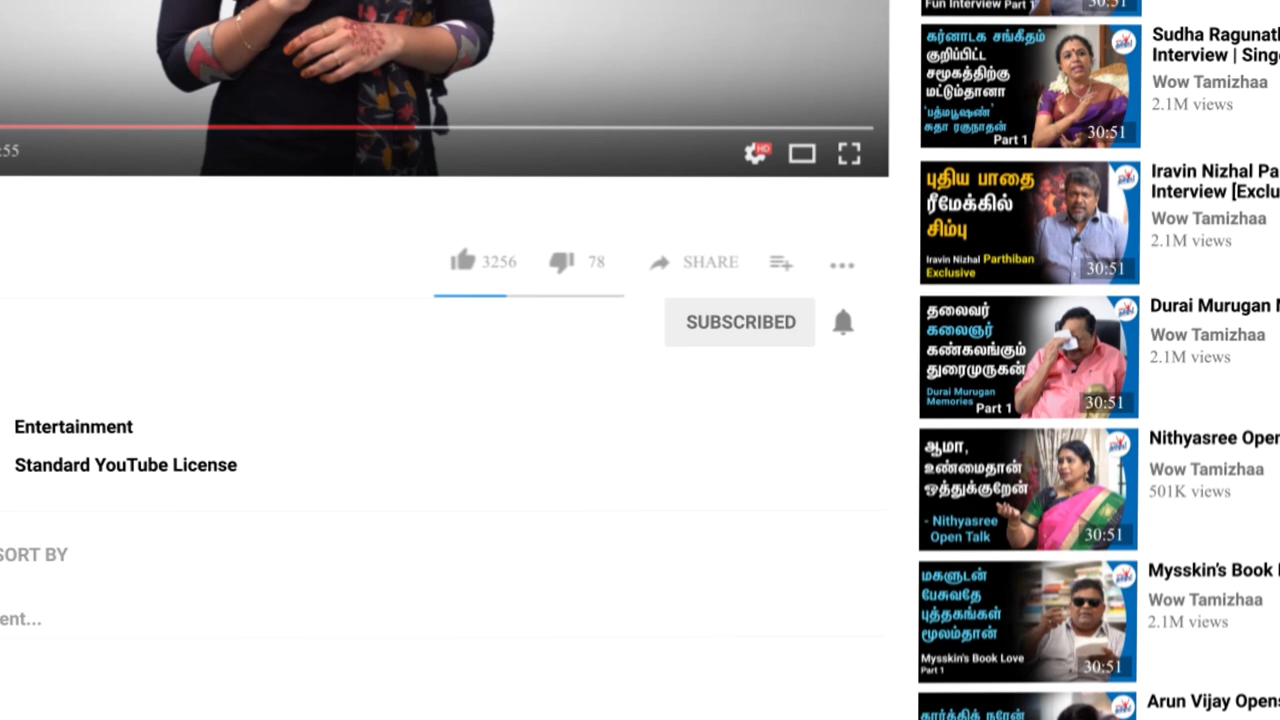 :55
HD
3256
78
SHARE
SUBSCRIBED
Entertainment
Standard YouTube License
SORT BY
ent...
Fun Interview Part 1
30:51
கர்னாடக சங்கீதம்
குறிப்பிட்ட
சமூகத்திற்கு
மட்டும்தானா
'பத்மபூஷண்'
சுதா ரகுநாதன்
Part 1
30:51
Sudha Ragunat
Interview | Sing
Wow Tamizhaa
2.1M views
புதிய பாதை
ரீமேக்கில்
சிம்பு
Iravin Nizhal Parthiban
Exclusive
30:51
Iravin Nizhal Pa
Interview [Exclu
Wow Tamizhaa
2.1M views
தலைவர்
கலைஞர்
கண்கலங்கும்
துரைமுருகன்
Durai Murugan
Memories
Part 1
30:51
Durai Murugan
Wow Tamizhaa
2.1M views
ஆமா,
உண்மைதான்
ஒத்துக்குறேன்
- Nithyasree
Open Talk
30:51
Nithyasree Open
Wow Tamizhaa
501K views
மகளுடன்
பேசுவதே
புத்தகங்கள்
மூலம்தான்
Mysskin's Book Love
Part 1
30:51
Mysskin's Book
Wow Tamizhaa
2.1M views
கார்த்திக் நரேன்
Arun Vijay Opens